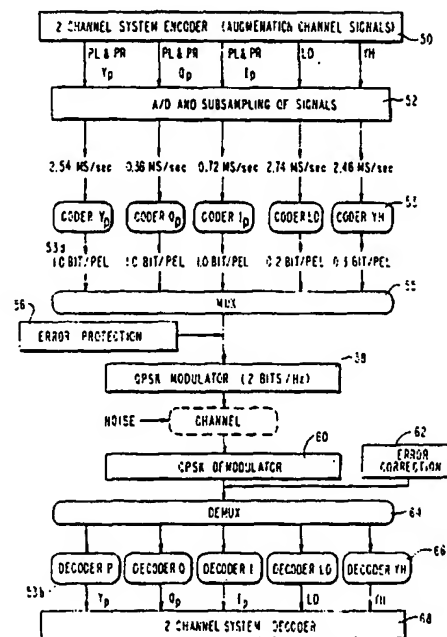 2 CHANNEL SYSTEM ENCODER (AUGMENATION CHANNEL SIGNALS)
50
PL & PR PL & PR PL & PR LD YH
Yp Qp Ip
A/D AND SUBSAMPLING OF SIGNALS
52
2.54 MS/sec 0.36 MS/sec 0.72 MS/sec 2.74 MS/sec 2.46 MS/sec
53
CODER Yp CODER Qp CODER Ip CODER LD CODER YH
53a
1.0 BIT/PEL 1.0 BIT/PEL 1.0 BIT/PEL 0.2 BIT/PEL BIT/PEL
55
MUX
56
ERROR PROTECTION
QPSK MODULATOR (2 BITS/Hz)
NOISE CHANNEL
60
62
QPSK DEMODULATOR
ERROR CORRECTION
DEMUX
64
66
DECODER P DECODER Q DECODER I DECODER LD DECODER YH
53b
Yp Qp Ip LD YH
2 CHANNEL SYSTEM DECODER
68